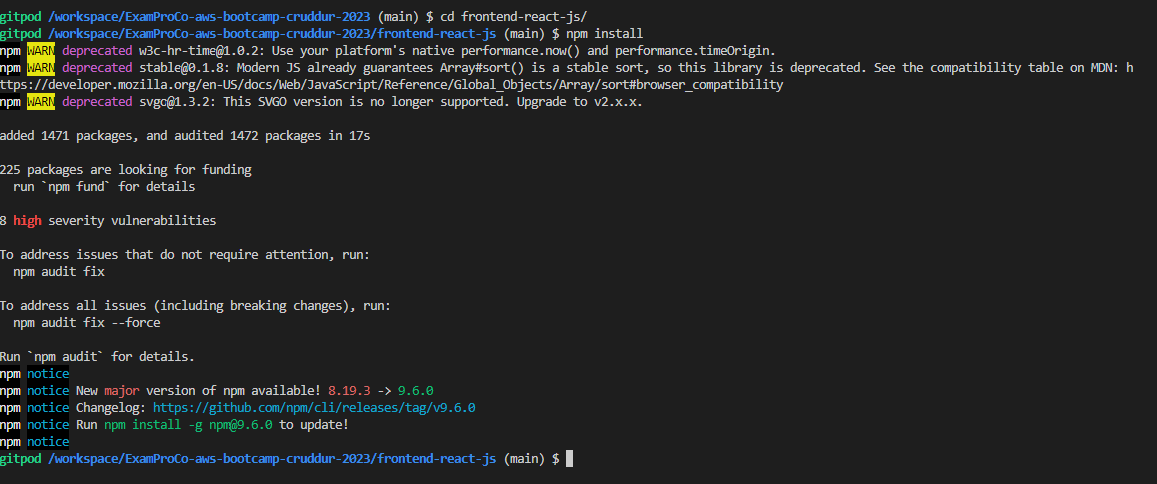 gitpod /workspace/ExamProCo-aws-bootcamp-cruddur-2023 (main) $ cd frontend-react-js/
gitpod /workspace/ExamProCo-aws-bootcamp-cruddur-2023/frontend-react-js (main) $ npm install
npm WARN deprecated w3c-hr-time@1.0.2: Use your platform's native performance.now() and performance.timeOrigin.
npm WARN deprecated stable@0.1.8: Modern JS already guarantees Array#sort() is a stable sort, so this library is deprecated. See the compatibility table on MDN: h
ttps://developer.mozilla.org/en-US/docs/Web/JavaScript/Reference/Global_Objects/Array/sort#browser_compatibility
npm WARN deprecated svgo@1.3.2: This SVGO version is no longer supported. Upgrade to v2.x.x.

added 1471 packages, and audited 1472 packages in 17s

225 packages are looking for funding
  run `npm fund` for details

8 high severity vulnerabilities

To address issues that do not require attention, run:
  npm audit fix

To address all issues (including breaking changes), run:
  npm audit fix --force

Run `npm audit` for details.
npm notice
npm notice New major version of npm available! 8.19.3 -> 9.6.0
npm notice Changelog: https://github.com/npm/cli/releases/tag/v9.6.0
npm notice Run npm install -g npm@9.6.0 to update!
npm notice
gitpod /workspace/ExamProCo-aws-bootcamp-cruddur-2023/frontend-react-js (main) $